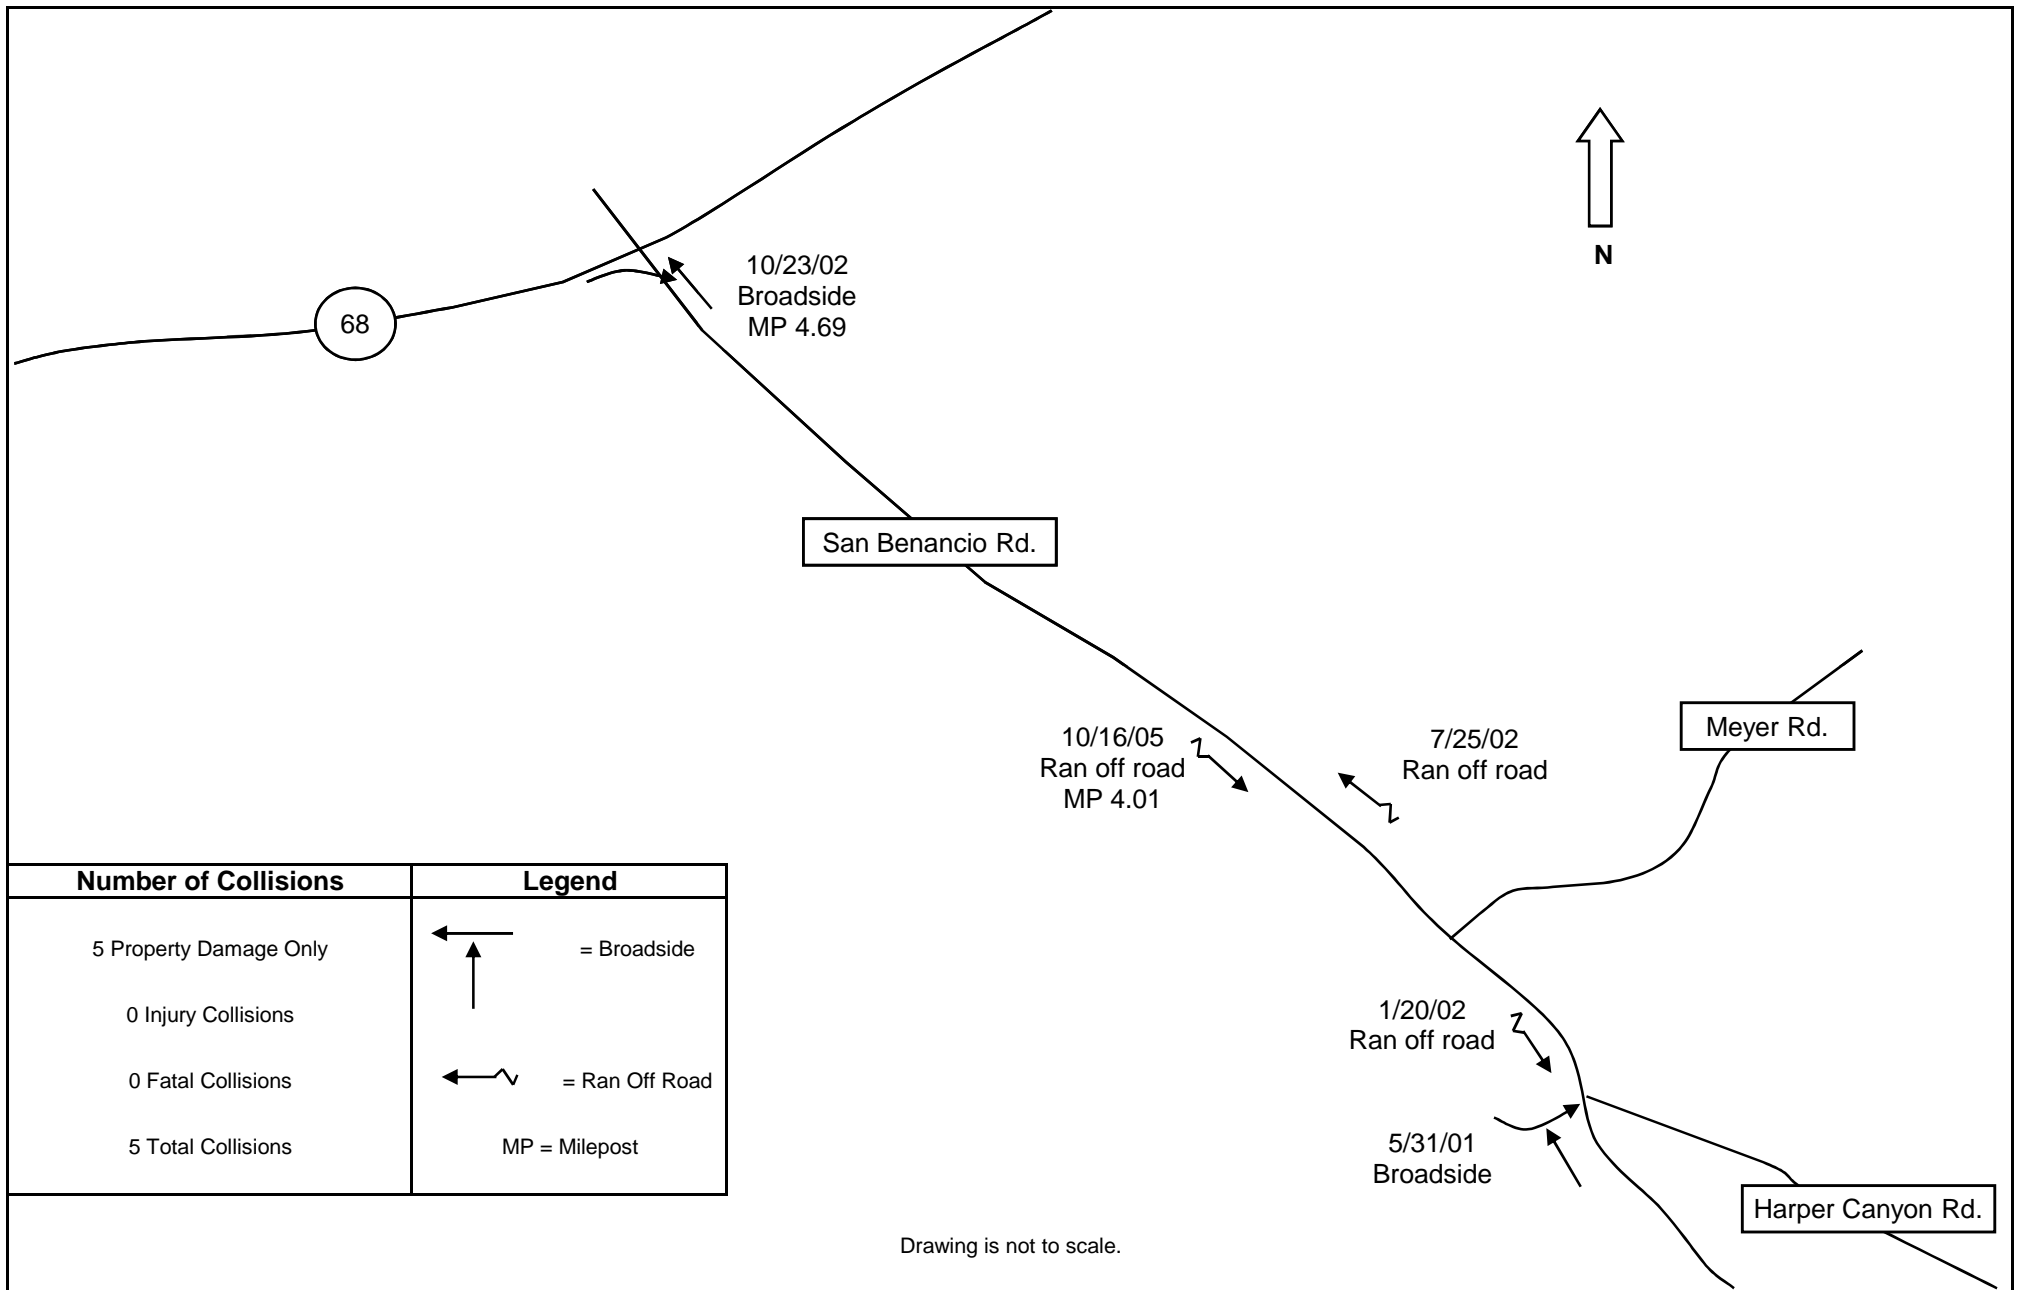 N
10/23/02
Broadside
MP 4.69
68
San Benancio Rd.
Meyer Rd.
10/16/05
Ran off road
MP 4.01
7/25/02
Ran off road
Number of Collisions
5 Property Damage Only
0 Injury Collisions
0 Fatal Collisions
5 Total Collisions
Legend
= Broadside
= Ran Off Road
MP = Milepost
1/20/02
Ran off road
5/31/01
Broadside
Harper Canyon Rd.
Drawing is not to scale.